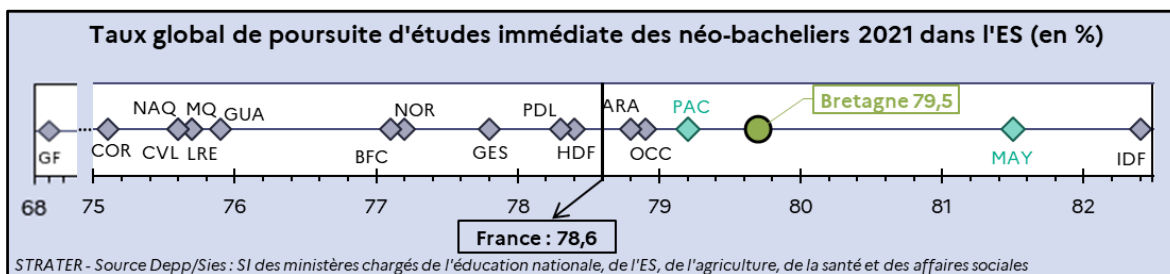 Taux global de poursuite d'études immédiate des néo-bacheliers 2021 dans l'ES (en %)
NAQ MQ GUA NOR PDL ARA PAC Bretagne 79,5
GF COR CVL LRE BFC GES HDF OCC MAY IDF
68 75 76 77 78 79 80 81 82
France : 78,6
STRATER - Source Depp/Sies : SI des ministères chargés de l'éducation nationale, de l'ES, de l'agriculture, de la santé et des affaires sociales